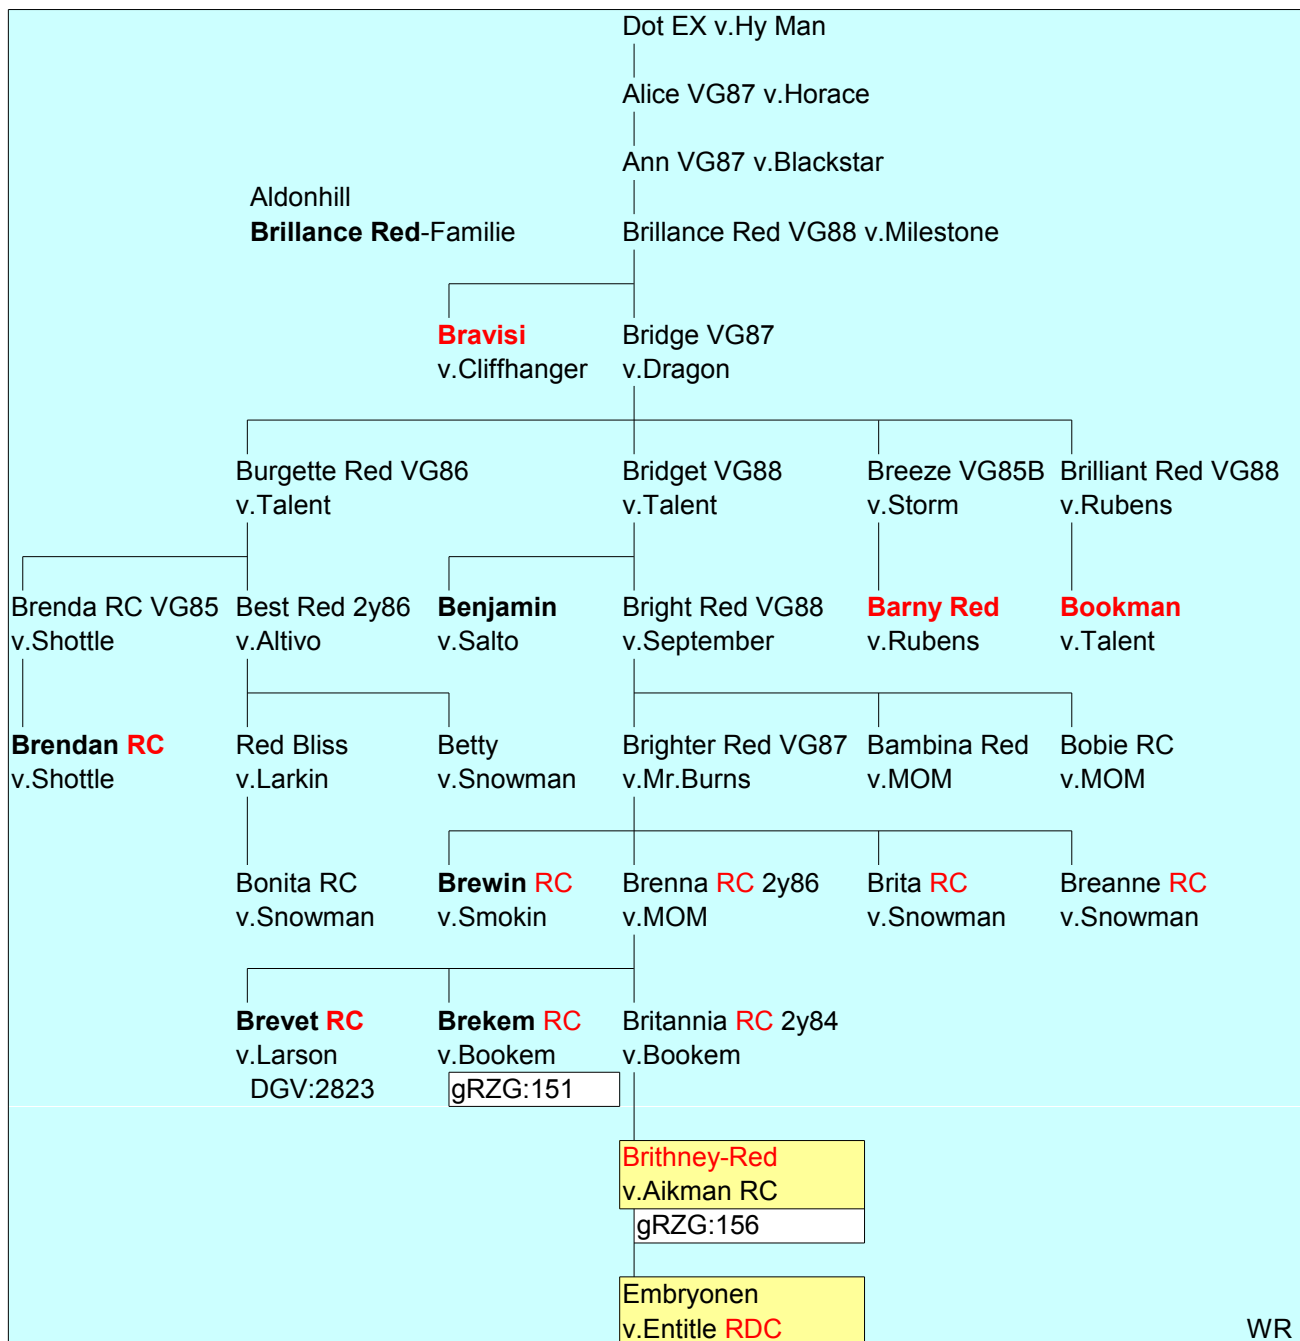 Dot EX v.Hy Man
Alice VG87 v.Horace
Ann VG87 v.Blackstar
Aldonhill
Brillance Red-Familie
Brillance Red VG88 v.Milestone
Bravisi
v.Cliffhanger
Bridge VG87
v.Dragon
Burgette Red VG86
v.Talent
Bridget VG88
v.Talent
Breeze VG85B
v.Storm
Brilliant Red VG88
v.Rubens
Brenda RC VG85
v.Shottle
Best Red 2y86
v.Altivo
Benjamin
v.Salto
Bright Red VG88
v.September
Barny Red
v.Rubens
Bookman
v.Talent
Brendan RC
v.Shottle
Red Bliss
v.Larkin
Betty
v.Snowman
Brighter Red VG87
v.Mr.Burns
Bambina Red
v.MOM
Bobie RC
v.MOM
Bonita RC
v.Snowman
Brewin RC
v.Smokin
Brenna RC 2y86
v.MOM
Brita RC
v.Snowman
Breanne RC
v.Snowman
Brevet RC
v.Larson
DGV:2823
Brekem RC
v.Bookem
gRZG:151
Britannia RC 2y84
v.Bookem
Brithney-Red
v.Aikman RC
gRZG:156
Embryonen
v.Entitle RDC
WR